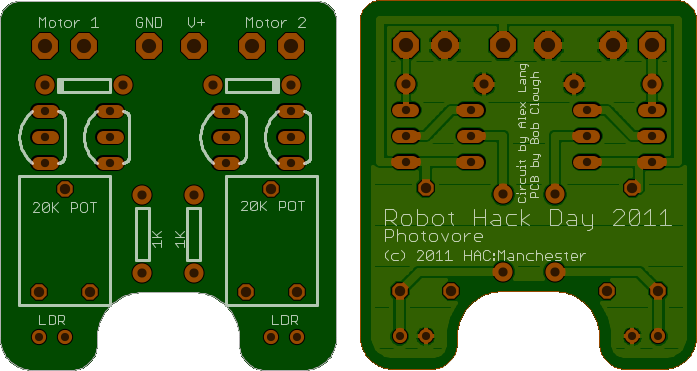 Motor 1
GND
V+
Motor 2
20K POT
20K POT
1K
1K
LDR
LDR
Circuit by Alex Lang
PCB by Bob Clough
Robot Hack Day 2011
Photovore
(c) 2011 HAC:Manchester